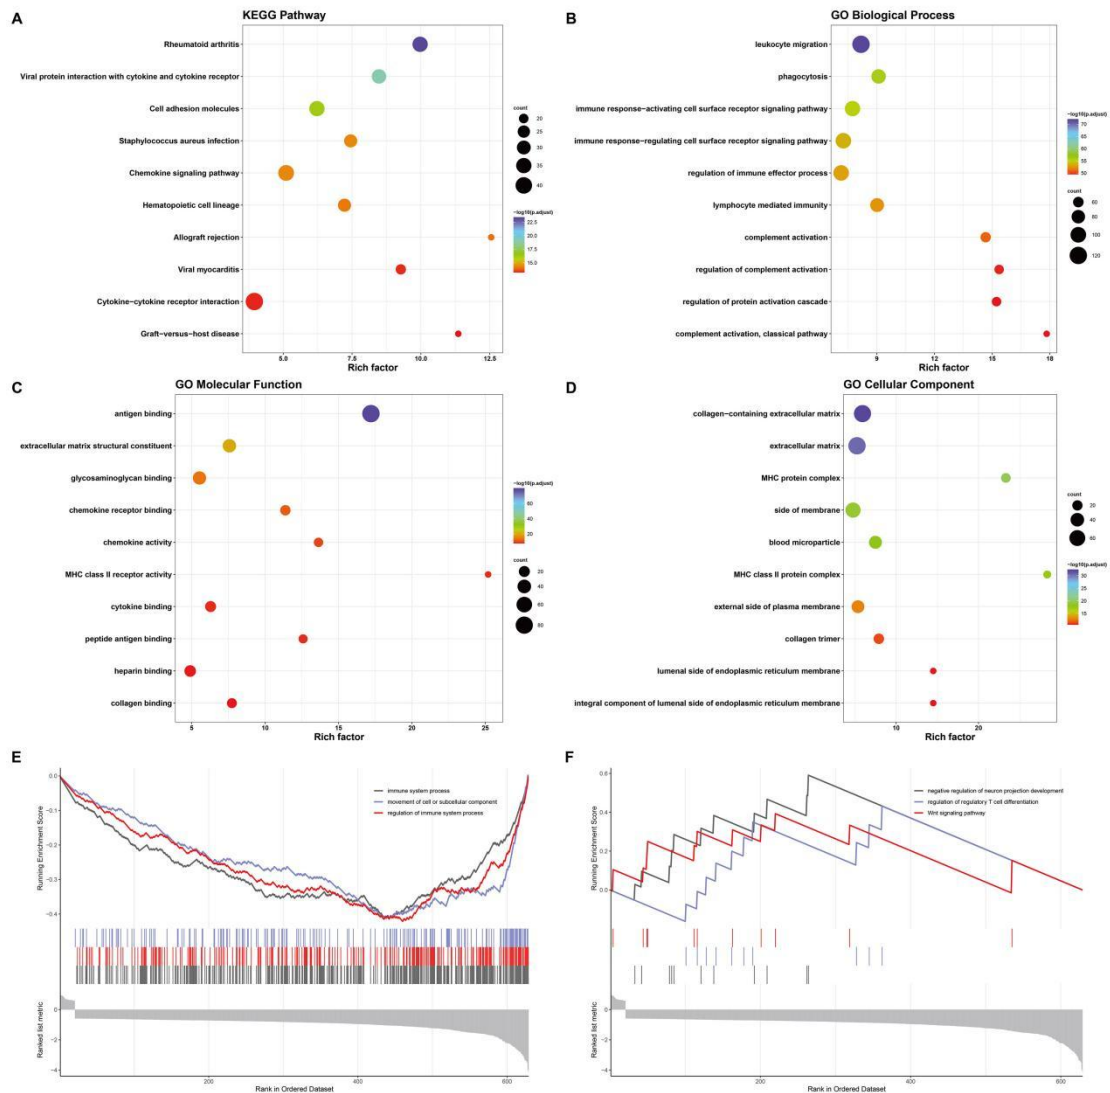 A
KEGG Pathway
Rheumatoid arthritis
Viral protein interaction with cytokine and cytokine receptor
Cell adhesion molecules
Staphylococcus aureus infection
Chemokine signaling pathway
Hematopoietic cell lineage
Allograft rejection
Viral myocarditis
Cytokine−cytokine receptor interaction
Graft−versus−host disease
5.0 7.5 10.0 12.5
Rich factor
count
20
25
30
35
40
−log10(p.adjust)
22.5
20.0
17.5
15.0
B
GO Biological Process
leukocyte migration
phagocytosis
immune response−activating cell surface receptor signaling pathway
immune response−regulating cell surface receptor signaling pathway
regulation of immune effector process
lymphocyte mediated immunity
complement activation
regulation of complement activation
regulation of protein activation cascade
complement activation, classical pathway
9 12 15 18
Rich factor
−log10(p.adjust)
70
65
60
55
50
count
60
80
100
120
C
GO Molecular Function
antigen binding
extracellular matrix structural constituent
glycosaminoglycan binding
chemokine receptor binding
chemokine activity
MHC class II receptor activity
cytokine binding
peptide antigen binding
heparin binding
collagen binding
5 10 15 20 25
Rich factor
−log10(p.adjust)
80
60
40
20
count
20
40
60
80
D
GO Cellular Component
collagen−containing extracellular matrix
extracellular matrix
MHC protein complex
side of membrane
blood microparticle
MHC class II protein complex
external side of plasma membrane
collagen trimer
lumenal side of endoplasmic reticulum membrane
integral component of lumenal side of endoplasmic reticulum membrane
10 20
Rich factor
count
20
40
60
−log10(p.adjust)
30
25
20
15
E
Running Enrichment Score
0.0
−0.1
−0.2
−0.3
−0.4
immune system process
movement of cell or subcellular component
regulation of immune system process
Ranked list metric
0
−2
−4
200 400 600
Rank in Ordered Dataset
F
Running Enrichment Score
0.6
0.4
0.2
0.0
negative regulation of neuron projection development
regulation of regulatory T cell differentiation
Wnt signaling pathway
Ranked list metric
0
−2
−4
200 400 600
Rank in Ordered Dataset